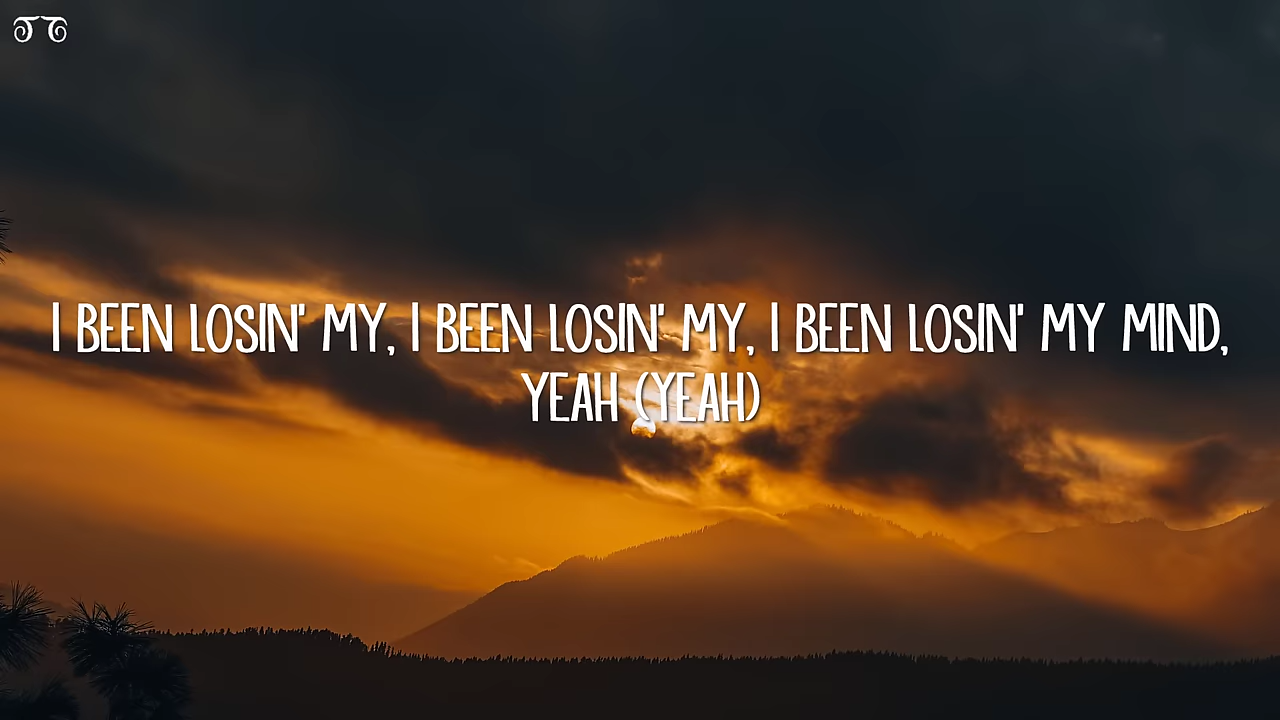 I BEEN LOSIN' MY, I BEEN LOSIN' MY, I BEEN LOSIN' MY MIND,
YEAH (YEAH)